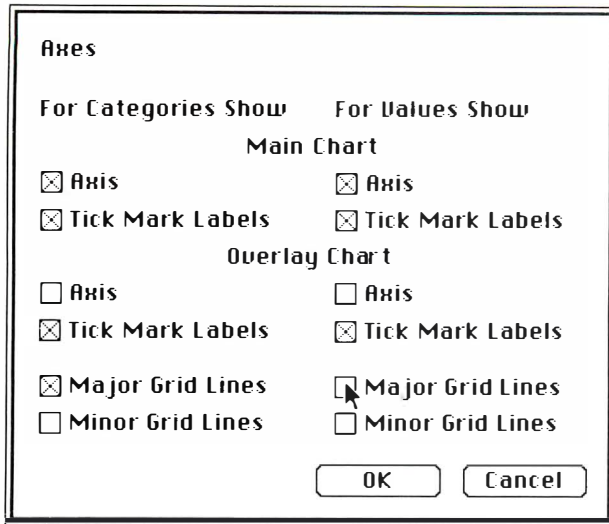 Axes
For Categories Show For Values Show
Main Chart
Axis Axis
Tick Mark Labels Tick Mark Labels
Overlay Chart
Axis Axis
Tick Mark Labels Tick Mark Labels
Major Grid Lines Major Grid Lines
Minor Grid Lines Minor Grid Lines
OK Cancel